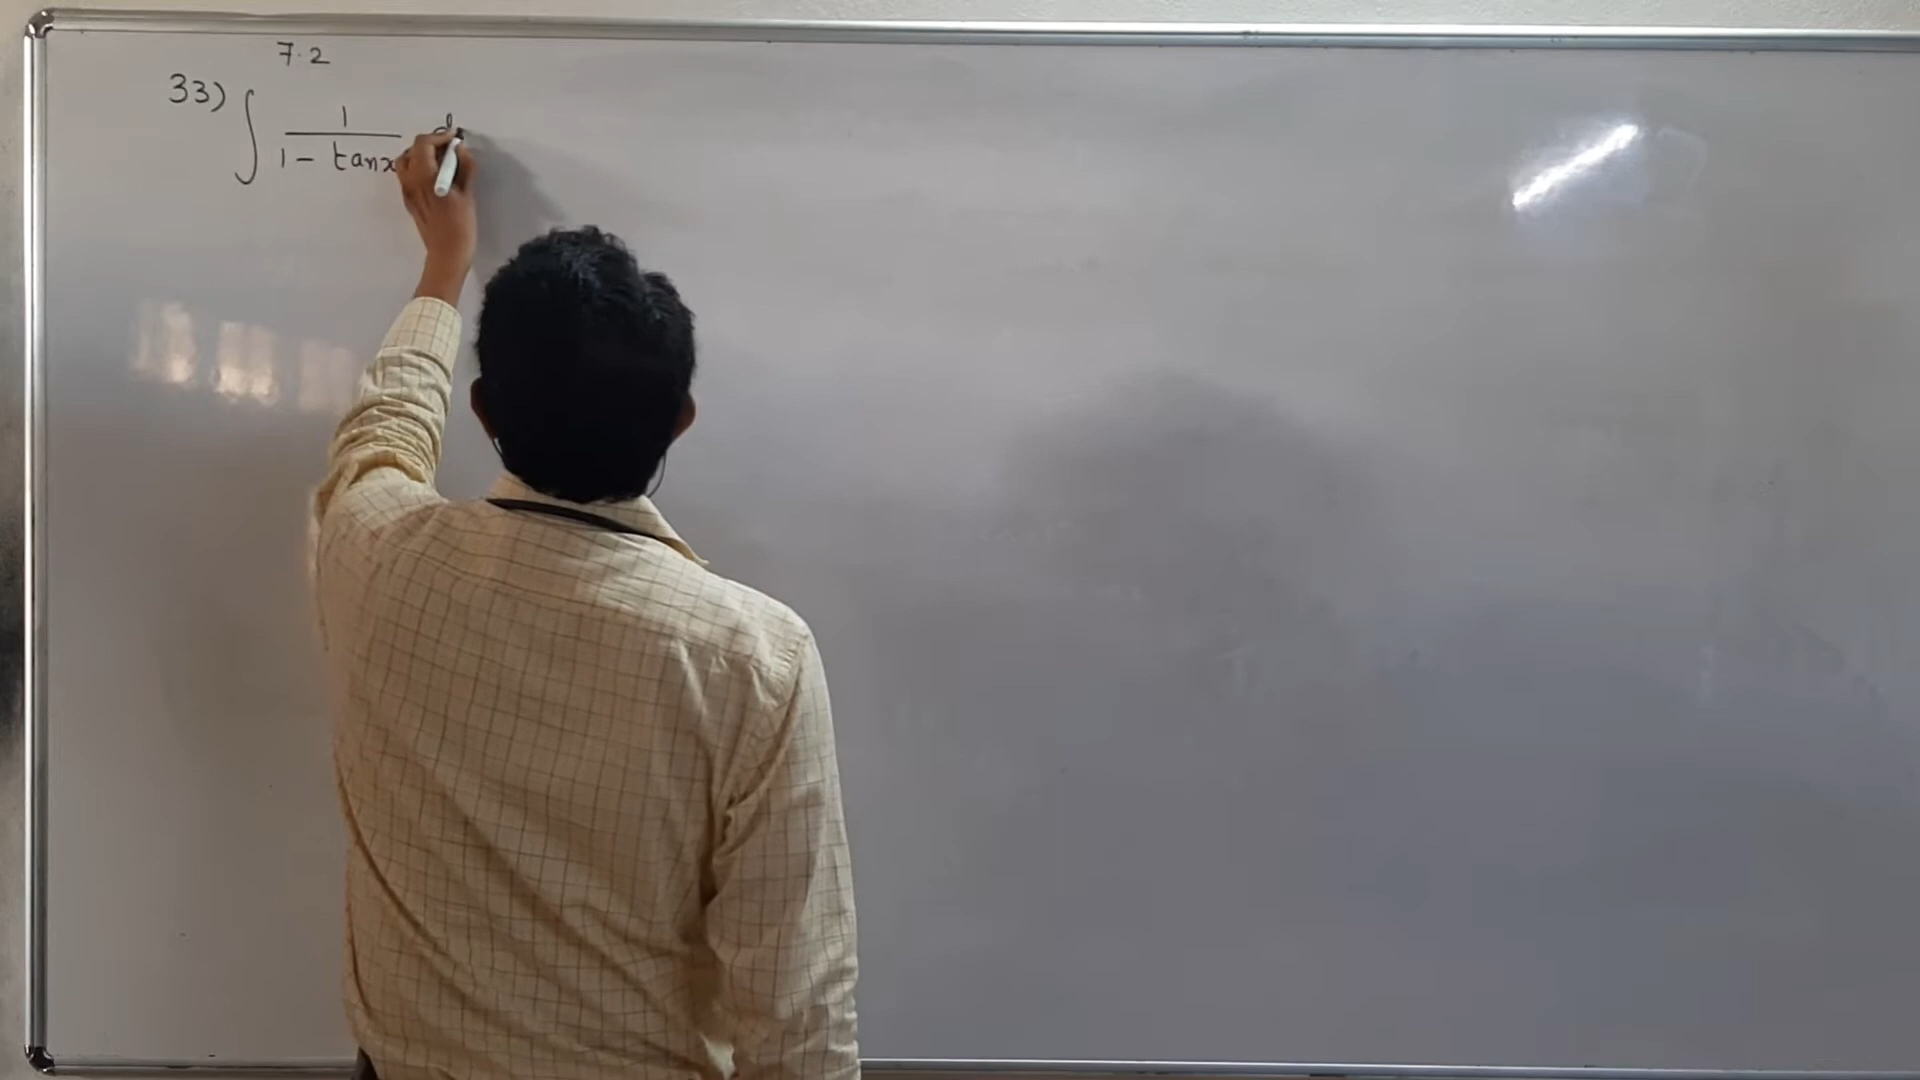 7.2
33) ∫ 1
1 - tanx d